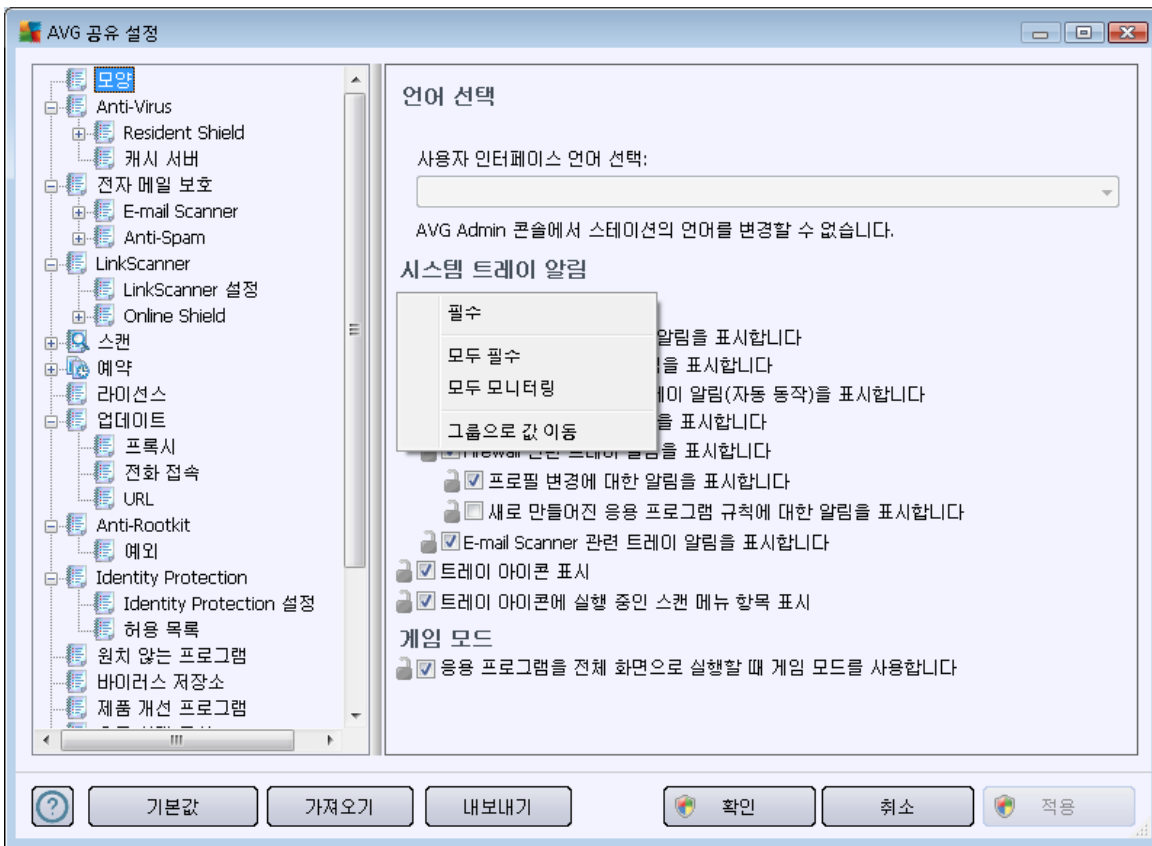 AVG 공유 설정
모양
Anti-Virus
Resident Shield
캐시 서버
전자 메일 보호
E-mail Scanner
Anti-Spam
LinkScanner
LinkScanner 설정
Online Shield
스캔
예약
라이선스
업데이트
프록시
전화 접속
URL
Anti-Rootkit
예외
Identity Protection
Identity Protection 설정
허용 목록
원치 않는 프로그램
바이러스 저장소
제품 개선 프로그램
언어 선택
사용자 인터페이스 언어 선택:
AVG Admin 콘솔에서 스테이션의 언어를 변경할 수 없습니다.
시스템 트레이 알림
필수
모두 필수
모두 모니터링
그룹으로 값 이동
알림을 표시합니다
을 표시합니다
알림(자동 동작)을 표시합니다
을 표시합니다
표시합니다
프로필 변경에 대한 알림을 표시합니다
새로 만들어진 응용 프로그램 규칙에 대한 알림을 표시합니다
E-mail Scanner 관련 트레이 알림을 표시합니다
트레이 아이콘 표시
트레이 아이콘에 실행 중인 스캔 메뉴 항목 표시
게임 모드
응용 프로그램을 전체 화면으로 실행할 때 게임 모드를 사용합니다
기본값
가져오기
내보내기
확인
취소
적용